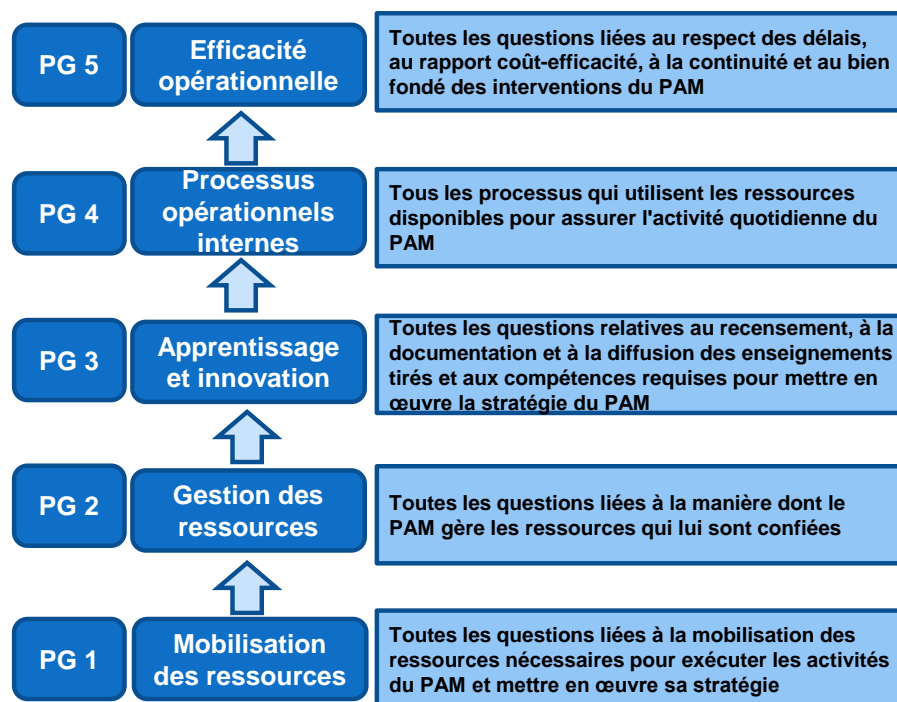 PG 5
Efficacité
opérationnelle
Toutes les questions liées au respect des délais,
au rapport coût-efficacité, à la continuité et au bien
fondé des interventions du PAM
PG 4
Processus
opérationnels
internes
Tous les processus qui utilisent les ressources
disponibles pour assurer l'activité quotidienne du
PAM
PG 3
Apprentissage
et innovation
Toutes les questions relatives au recensement, à la
documentation et à la diffusion des enseignements
tirés et aux compétences requises pour mettre en
œuvre la stratégie du PAM
PG 2
Gestion des
ressources
Toutes les questions liées à la manière dont le
PAM gère les ressources qui lui sont confiées
PG 1
Mobilisation
des ressources
Toutes les questions liées à la mobilisation des
ressources nécessaires pour exécuter les activités
du PAM et mettre en œuvre sa stratégie